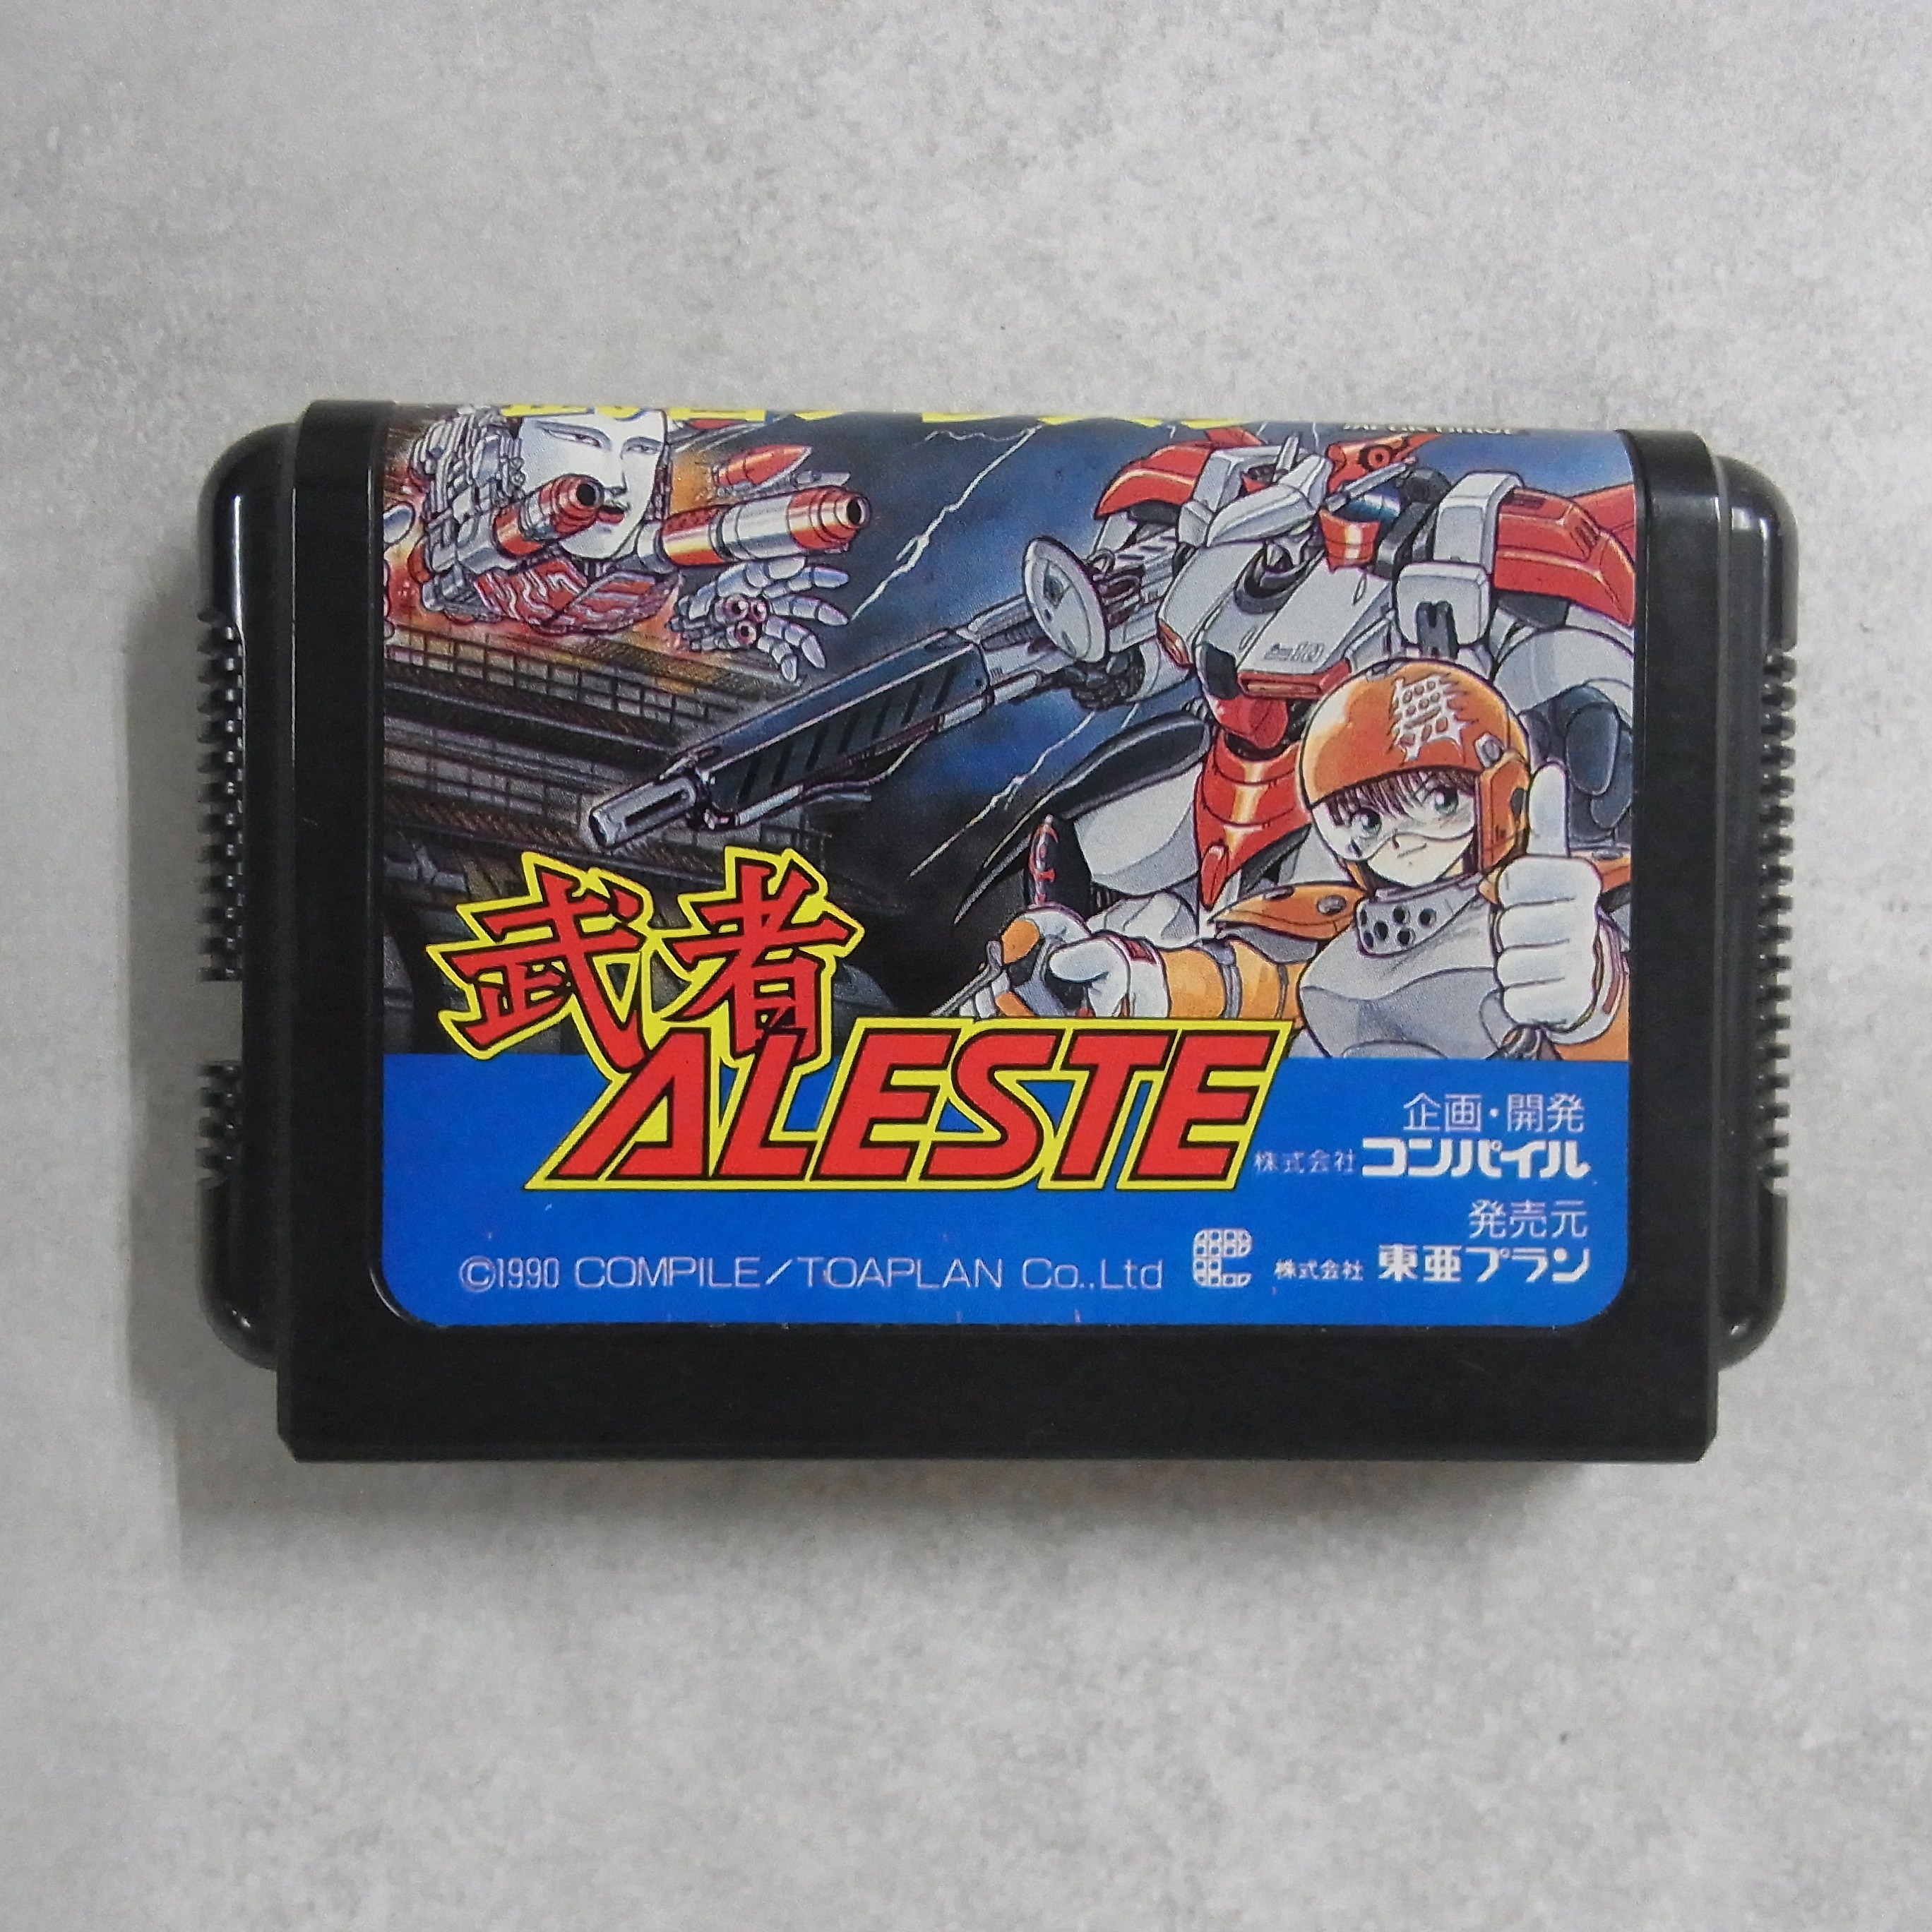 武者
ALESTE
企画・開発
株式会社 コンパイル
発売元
株式会社 東亜プラン
©1990 COMPILE/TOAPLAN Co.,Ltd